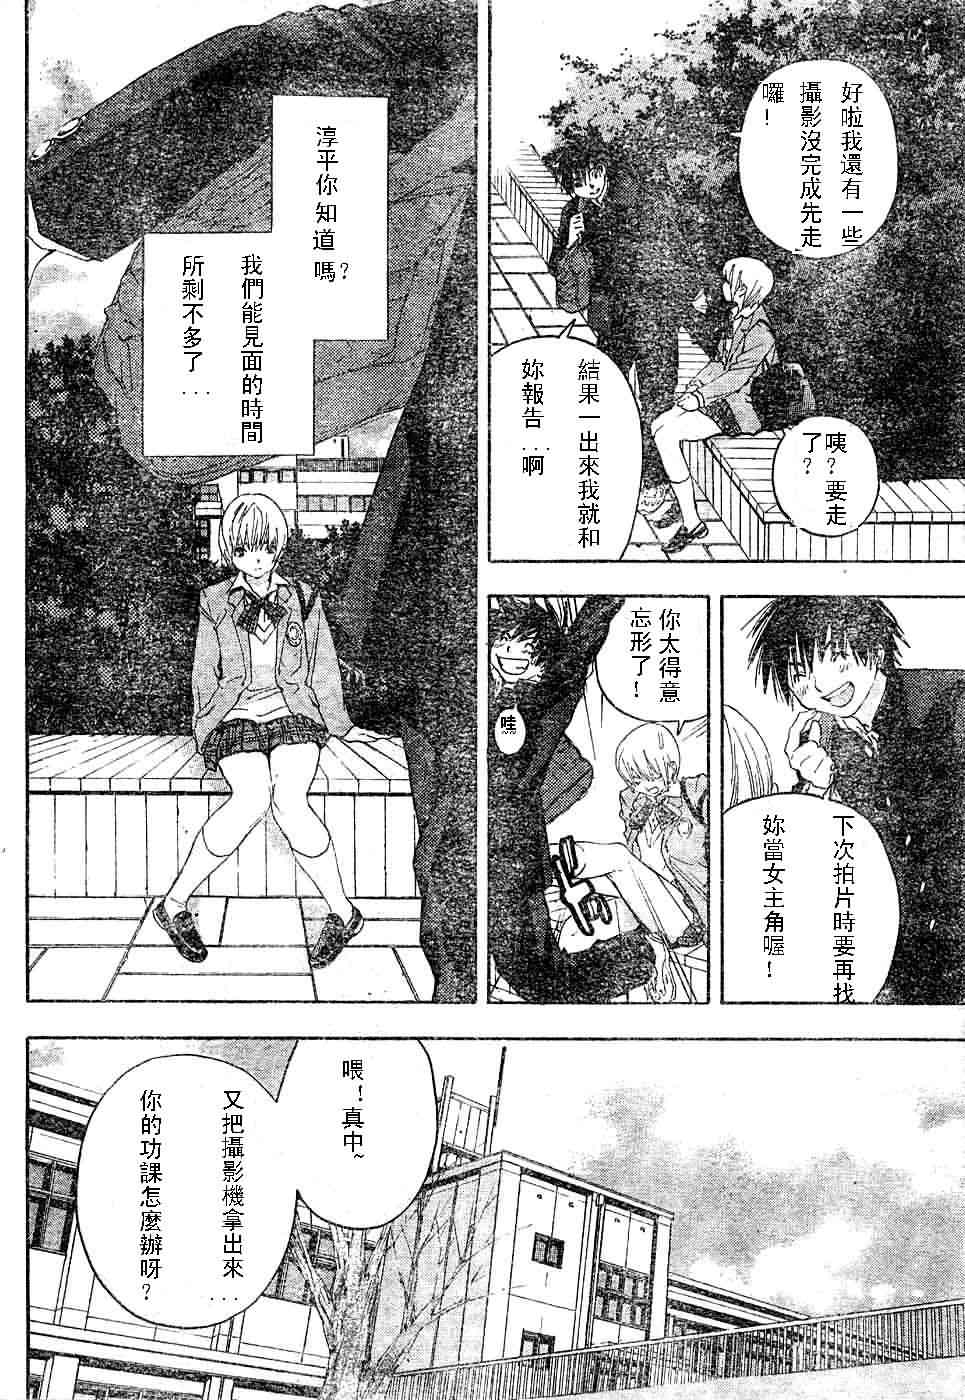 好啦我還有一些
攝影沒完成先走
囉！
咦？要走
了？
結果一出來我就和
妳報告...啊
下次拍片時要再找
妳當女主角喔！
你太得意
忘形了！
哇~~
淳平你知道嗎？
我們能見面的時間
所剩不多了...
喂！真中~
又把攝影機拿出來...
你的功課怎麼辦呀？